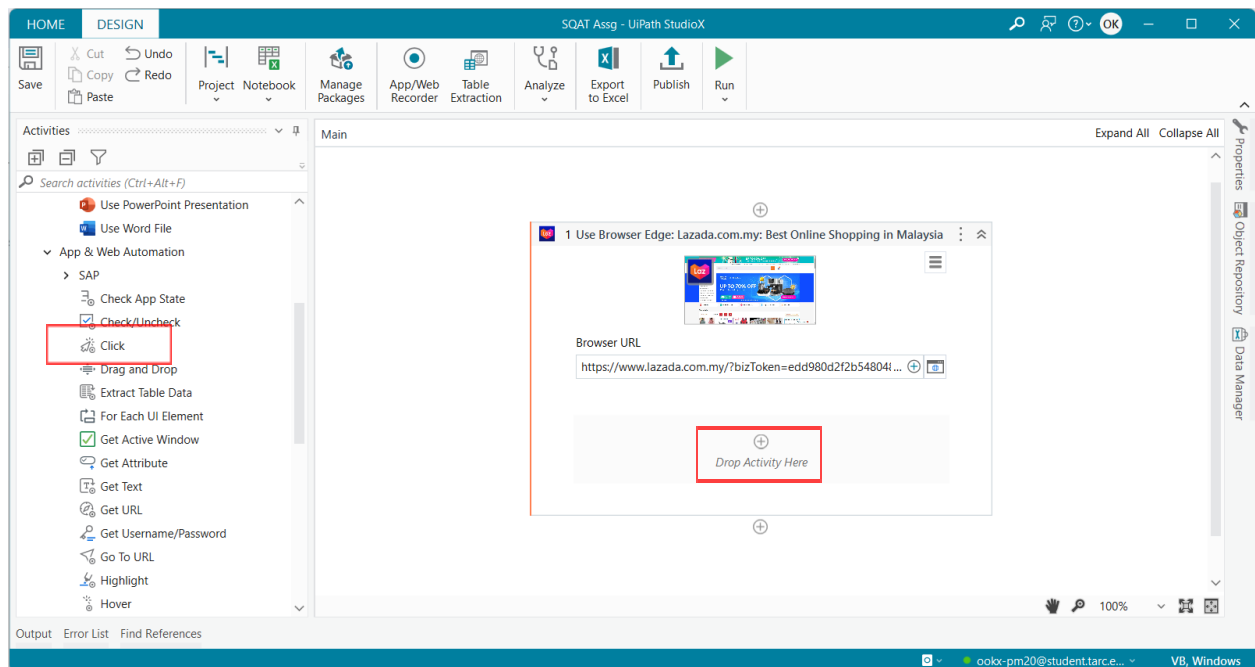 HOME DESIGN SQAT Assg - UiPath StudioX OK
Save Cut Copy Paste Undo Redo Project Notebook Manage Packages App/Web Recorder Table Extraction Analyze Export to Excel Publish Run
Activities
Search activities (Ctrl+Alt+F)
Use PowerPoint Presentation
Use Word File
App & Web Automation
SAP
Check App State
Check/Uncheck
Click
Drag and Drop
Extract Table Data
For Each UI Element
Get Active Window
Get Attribute
Get Text
Get URL
Get Username/Password
Go To URL
Highlight
Hover
Main Expand All Collapse All
1 Use Browser Edge: Lazada.com.my: Best Online Shopping in Malaysia
Laz
UP TO 70% OFF
Browser URL
https://www.lazada.com.my/?bizToken=edd980d2f2b54804...
Drop Activity Here
100%
Properties
Object Repository
Data Manager
Output Error List Find References
ookx-pm20@student.tarc.e... VB, Windows